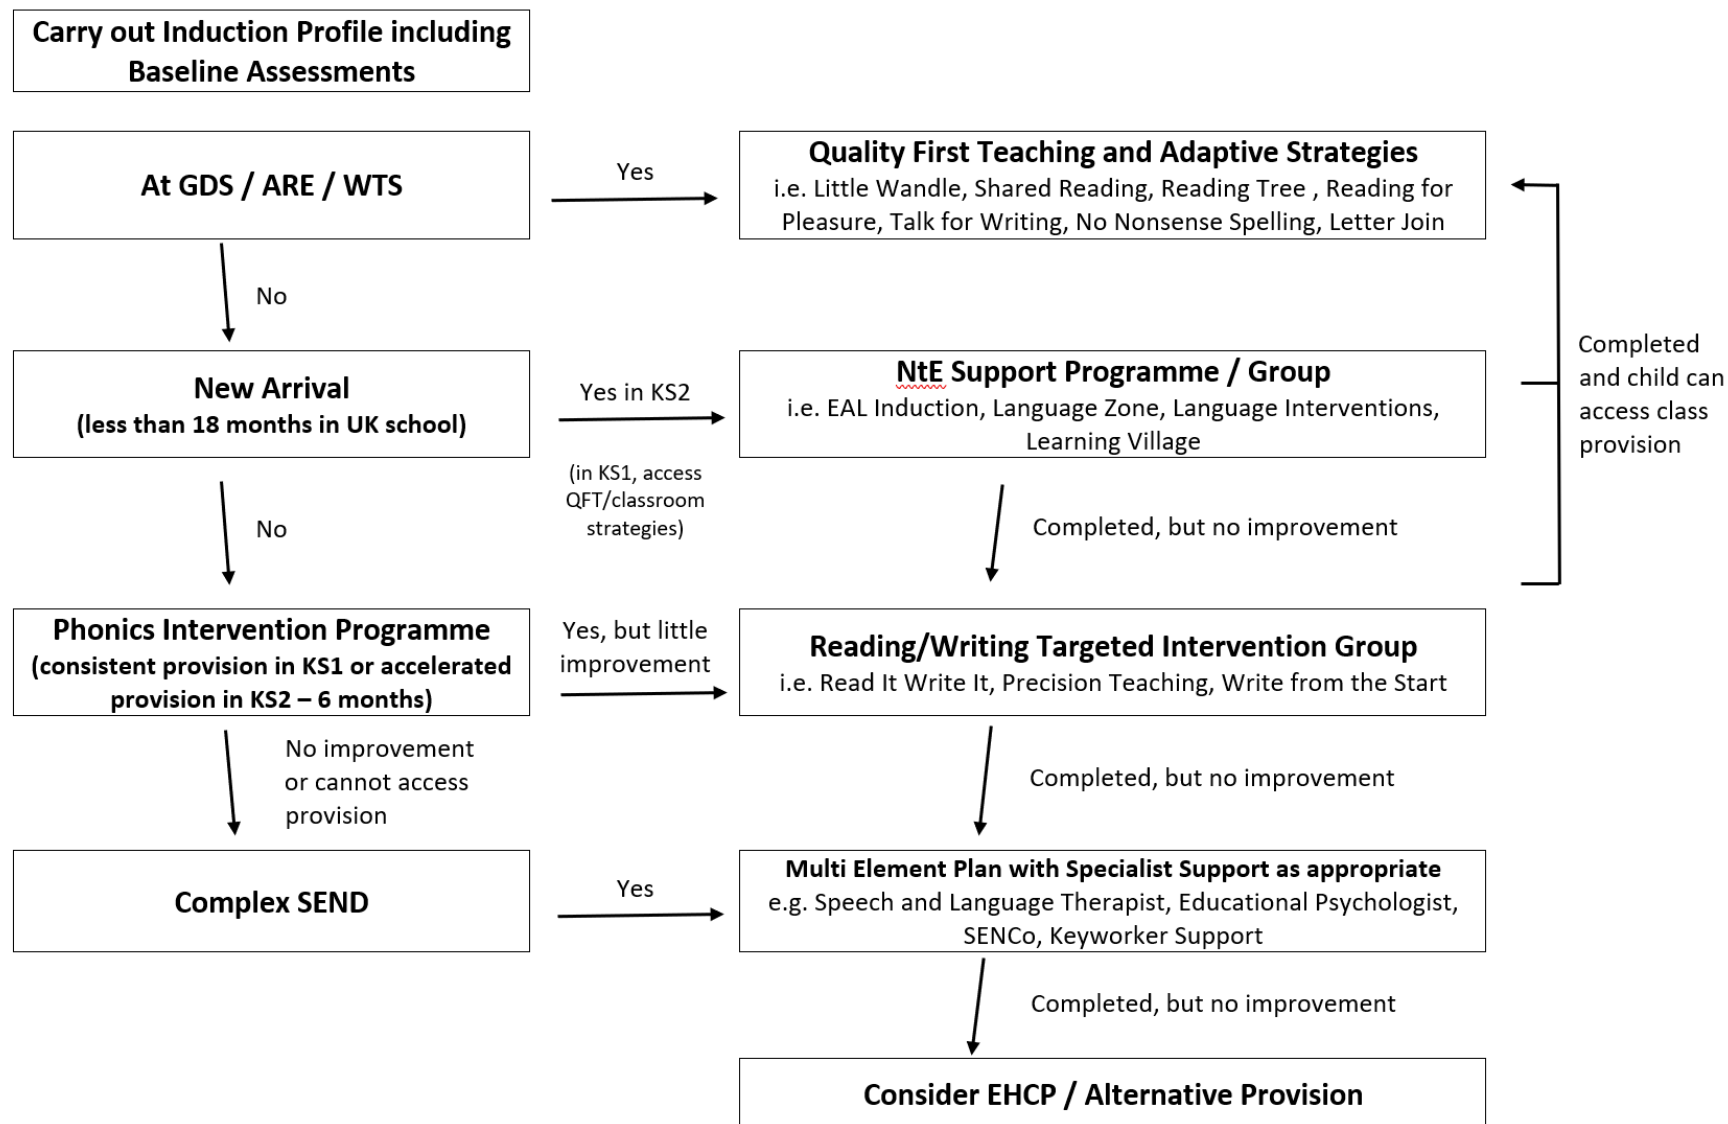 Carry out Induction Profile including
Baseline Assessments
At GDS / ARE / WTS
Yes
Quality First Teaching and Adaptive Strategies
i.e. Little Wandle, Shared Reading, Reading Tree , Reading for
Pleasure, Talk for Writing, No Nonsense Spelling, Letter Join
No
New Arrival
(less than 18 months in UK school)
Yes in KS2
(in KS1, access
QFT/classroom
strategies)
NtE Support Programme / Group
i.e. EAL Induction, Language Zone, Language Interventions,
Learning Village
Completed
and child can
access class
provision
No
Completed, but no improvement
Phonics Intervention Programme
(consistent provision in KS1 or accelerated
provision in KS2 – 6 months)
Yes, but little
improvement
Reading/Writing Targeted Intervention Group
i.e. Read It Write It, Precision Teaching, Write from the Start
No improvement
or cannot access
provision
Completed, but no improvement
Complex SEND
Yes
Multi Element Plan with Specialist Support as appropriate
e.g. Speech and Language Therapist, Educational Psychologist,
SENCo, Keyworker Support
Completed, but no improvement
Consider EHCP / Alternative Provision